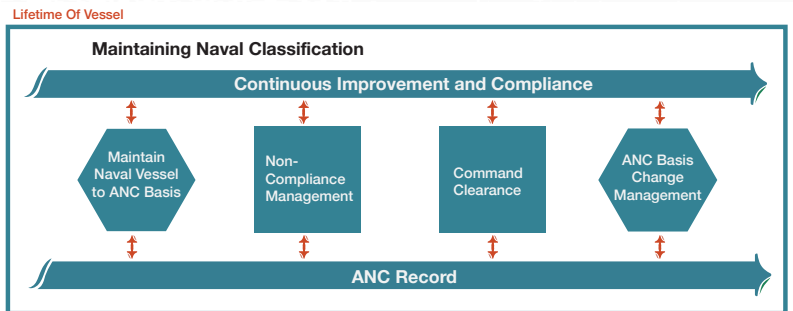 Lifetime Of Vessel
Maintaining Naval Classification
Continuous Improvement and Compliance
Maintain
Naval Vessel
to ANC Basis
Non-
Compliance
Management
Command
Clearance
ANC Basis
Change
Management
ANC Record